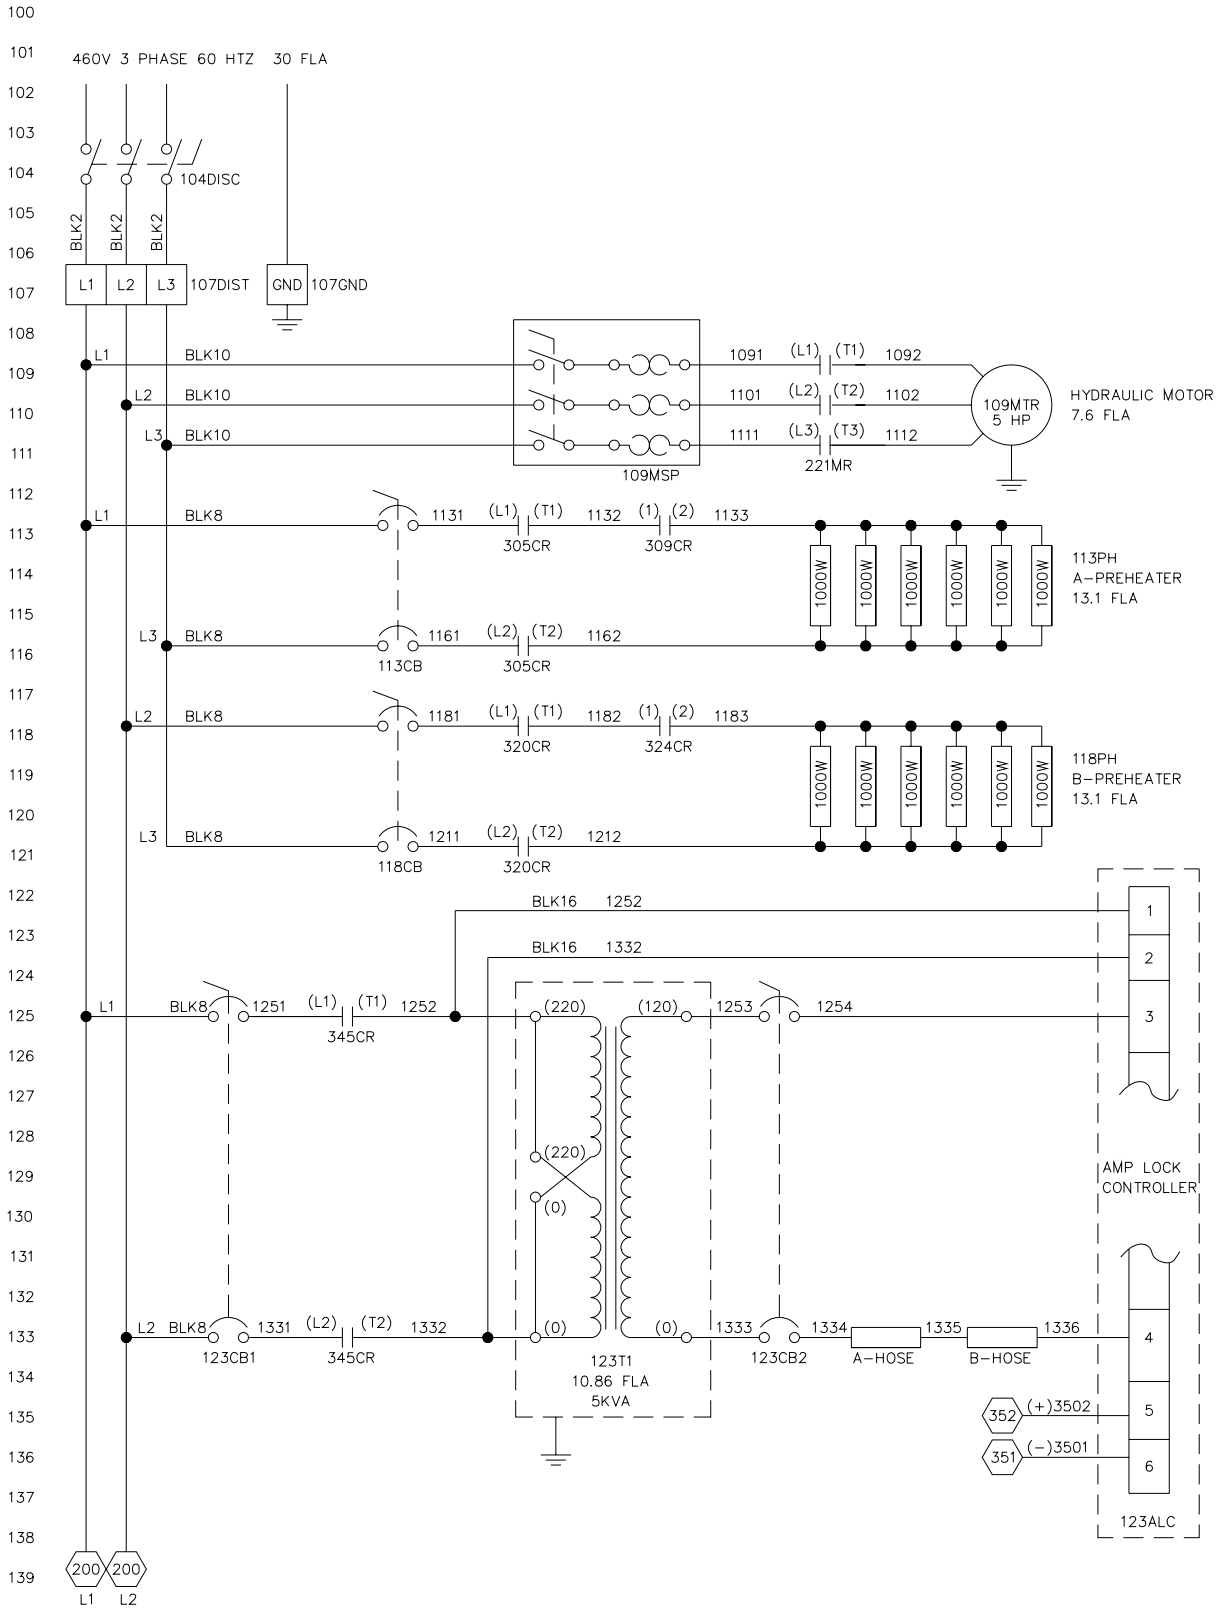 100
101
460V 3 PHASE 60 HTZ 30 FLA
102
103
104
104DISC
105
BLK2 BLK2 BLK2
106
L1 L2 L3 107DIST GND 107GND
107
108
L1 BLK10 1091 (L1) (T1) 1092
109
L2 BLK10 1101 (L2) (T2) 1102
109MTR
5 HP
HYDRAULIC MOTOR
7.6 FLA
110
L3 BLK10 1111 (L3) (T3) 1112
111
221MR
109MSP
112
L1 BLK8 1131 (L1) (T1) 1132 (1) (2) 1133
113
305CR 309CR
114
1000W 1000W 1000W 1000W 1000W 1000W
113PH
A-PREHEATER
13.1 FLA
115
L3 BLK8 1161 (L2) (T2) 1162
116
113CB 305CR
117
L2 BLK8 1181 (L1) (T1) 1182 (1) (2) 1183
118
320CR 324CR
119
1000W 1000W 1000W 1000W 1000W 1000W
118PH
B-PREHEATER
13.1 FLA
120
L3 BLK8 1211 (L2) (T2) 1212
121
118CB 320CR
122
BLK16 1252
1
123
BLK16 1332
2
124
L1 BLK8 1251 (L1) (T1) 1252 (220) (120) 1253 1254
125
3
345CR
126
127
128
(220)
129
AMP LOCK
CONTROLLER
(0)
130
131
132
L2 BLK8 1331 (L2) (T2) 1332 (0) (0) 1333 1334 1335 1336
133
4
123CB1 345CR 123T1 123CB2 A-HOSE B-HOSE
134
10.86 FLA
5KVA
135
352 (+)3502 5
136
351 (-)3501 6
137
123ALC
138
139
200 200
L1 L2